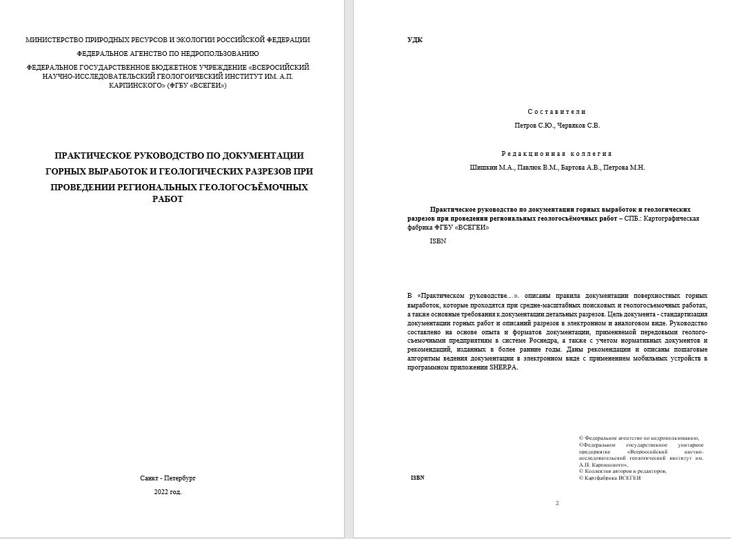 МИНИСТЕРСТВО ПРИРОДНЫХ РЕСУРСОВ И ЭКОЛОГИИ РОССИЙСКОЙ ФЕДЕРАЦИИ
ФЕДЕРАЛЬНОЕ АГЕНСТВО ПО НЕДРОПОЛЬЗОВАНИЮ
ФЕДЕРАЛЬНОЕ ГОСУДАРСТВЕННОЕ БЮДЖЕТНОЕ УЧРЕЖДЕНИЕ «ВСЕРОСИЙСКИЙ
НАУЧНО-ИССЛЕДОВАТЕЛЬСКИЙ ГЕОЛОГОИЧЕСКИЙ ИНСТИТУТ ИМ. А.П.
КАРПИНСКОГО» (ФГБУ «ВСЕГЕИ»)
ПРАКТИЧЕСКОЕ РУКОВОДСТВО ПО ДОКУМЕНТАЦИИ
ГОРНЫХ ВЫРАБОТОК И ГЕОЛОГИЧЕСКИХ РАЗРЕЗОВ ПРИ
ПРОВЕДЕНИИ РЕГИОНАЛЬНЫХ ГЕОЛОГОСЪЁМОЧНЫХ
РАБОТ
Санкт - Петербург
2022 год.
УДК
Составители
Петров С.Ю., Червяков С.В.
Редакционная коллегия
Шишкин М.А., Павлюк В.М., Бартова А.В., Петрова М.Н.
Практическое руководство по документации горных выработок и геологических
разрезов при проведении региональных геологосъёмочных работ – СПБ.: Картографическая
фабрика ФГБУ «ВСЕГЕИ»
ISBN
В «Практическом руководстве…». описаны правила документации поверхностных горных
выработок, которые проходятся при средне-масштабных поисковых и геологосъемочных работах,
а также основные требования к документации детальных разрезов. Цель документа - стандартизация
документации горных работ и описаний разрезов в электронном и аналоговом виде. Руководство
составлено на основе опыта и форматов документации, применяемой передовыми геолого-
съемочными предприятиям в системе Роснедра, а также с учетом нормативных документов и
рекомендаций, изданных в более ранние годы. Даны рекомендации и описаны пошаговые
алгоритмы ведения документации в электронном виде с применением мобильных устройств в
программном приложении SHERPA.
© Федеральное агентство по недропользованию,
©Федеральное государственное унитарное
предприятие «Всероссийский научно-
исследовательской геологический институт им.
А.П. Карпинского».
© Коллектив авторов и редакторов,
© Картфабрика ВСЕГЕИ
ISBN
2